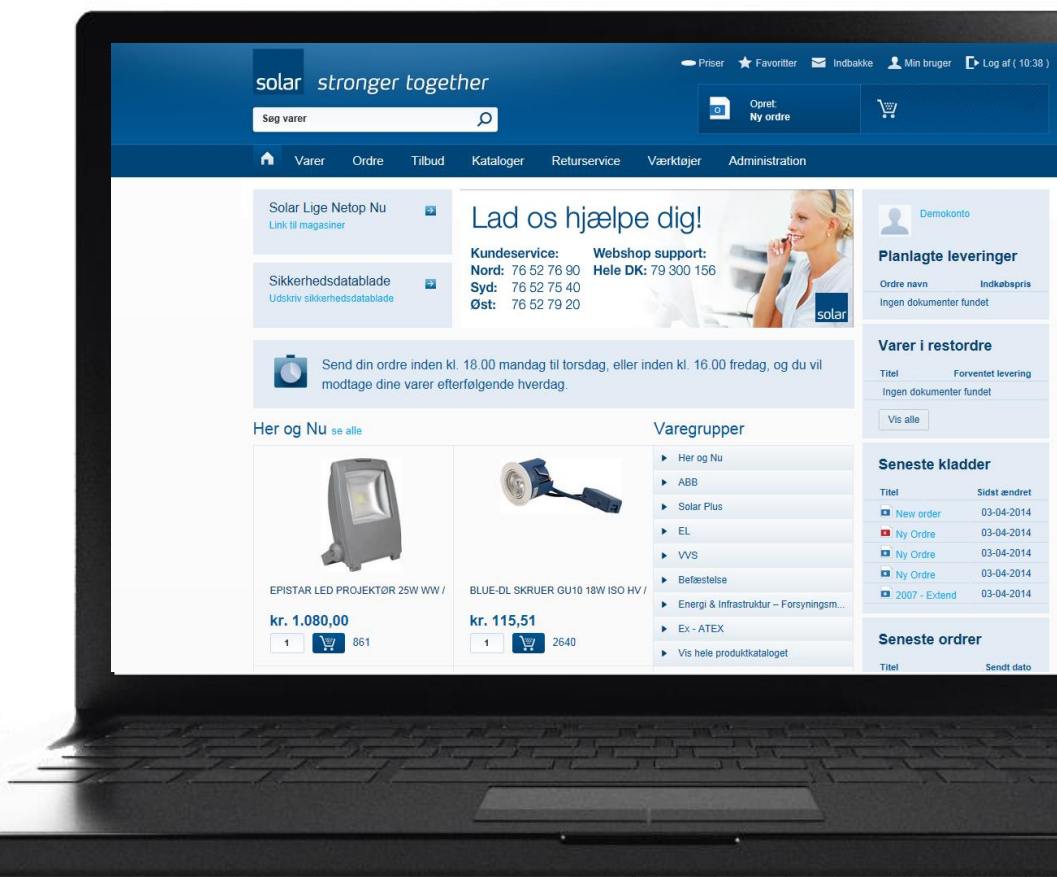 solar stronger together
Priser Favoritter Indbakke Min bruger Log af ( 10:38 )
Søg varer
Opret:
Ny ordre
Varer Ordre Tilbud Kataloger Returservice Værktøjer Administration
Solar Lige Netop Nu
Link til magasiner
Sikkerhedsdatablade
Udskriv sikkerhedsdatablade
Lad os hjælpe dig!
Kundeservice: Webshop support:
Nord: 76 52 76 90 Hele DK: 79 300 156
Syd: 76 52 75 40
Øst: 76 52 79 20
solar
Send din ordre inden kl. 18.00 mandag til torsdag, eller inden kl. 16.00 fredag, og du vil
modtage dine varer efterfølgende hverdag.
Her og Nu se alle
EPISTAR LED PROJEKTØR 25W WW /
kr. 1.080,00
1 861
BLUE-DL SKRUER GU10 18W ISO HV /
kr. 115,51
1 2640
Varegrupper
Her og Nu
ABB
Solar Plus
EL
VVS
Befæstelse
Energi & Infrastruktur – Forsyningsm...
Ex - ATEX
Vis hele produktkataloget
Demokonto
Planlagte leveringer
Ordre navn Indkøbspris
Ingen dokumenter fundet
Varer i restordre
Titel Forventet levering
Ingen dokumenter fundet
Vis alle
Seneste kladder
Titel Sidst ændret
New order 03-04-2014
Ny Ordre 03-04-2014
Ny Ordre 03-04-2014
Ny Ordre 03-04-2014
2007 - Extend 03-04-2014
Seneste ordrer
Titel Sendt dato